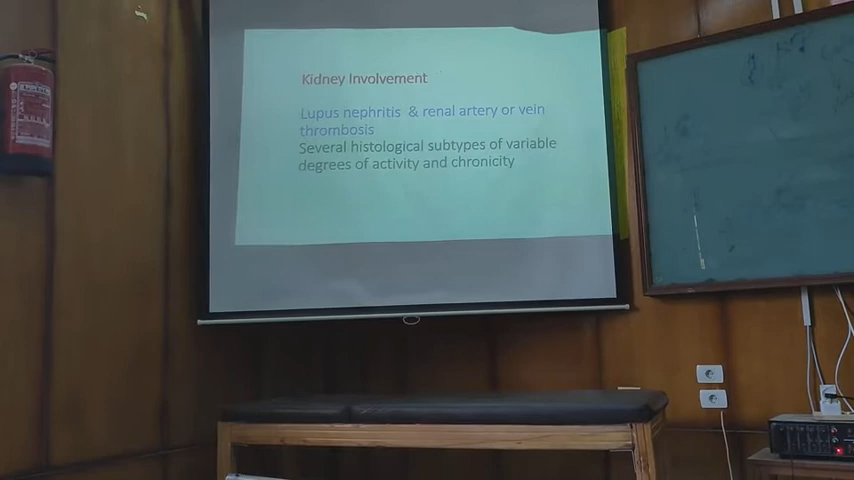 Kidney Involvement
Lupus nephritis & renal artery or vein
thrombosis
Several histological subtypes of variable
degrees of activity and chronicity